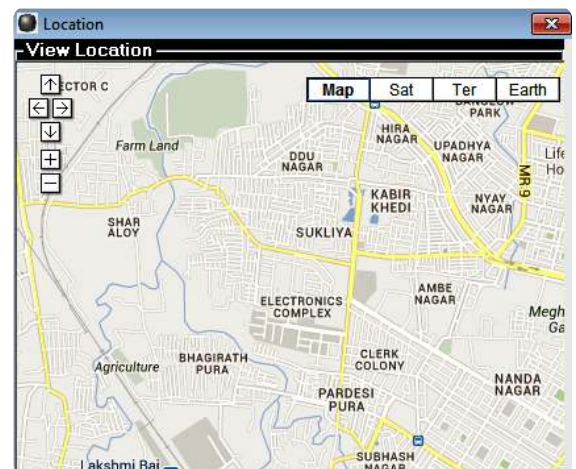 Location
View Location
Map Sat Ter Earth
ECTOR C
PARK
HIRA
NAGAR
UPADHYA
NAGAR
Life
Ho
Farm Land
DDU
NAGAR
MR 9
KABIR
KHEDI
NYAY
NAGAR
SHAR
ALOY
SUKLIYA
AMBE
NAGAR
ELECTRONICS
COMPLEX
Megh
Ga
BHAGIRATH
PURA
CLERK
COLONY
Agriculture
NANDA
NAGAR
PARDESI
PURA
Lakshmi Bai
SUBHASH
NAGAR